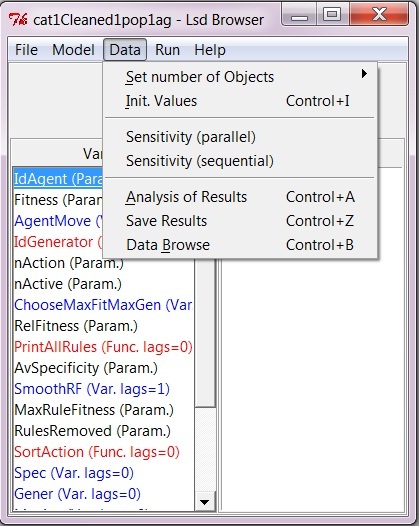 cat1Cleaned1pop1ag - Lsd Browser
File Model Data Run Help
Set number of Objects
Init. Values Control+I
Sensitivity (parallel)
Sensitivity (sequential)
Analysis of Results Control+A
Save Results Control+Z
Data Browse Control+B
IdAgent
Fitness (Param.)
AgentMove
IdGenerator
nAction (Param.)
nActive (Param.)
ChooseMaxFitMaxGen (Var
RelFitness (Param.)
PrintAllRules (Func. lags=0)
AvSpecificity (Param.)
SmoothRF (Var. lags=1)
MaxRuleFitness (Param.)
RulesRemoved (Param.)
SortAction (Func. lags=0)
Spec (Var. lags=0)
Gener (Var. lags=0)